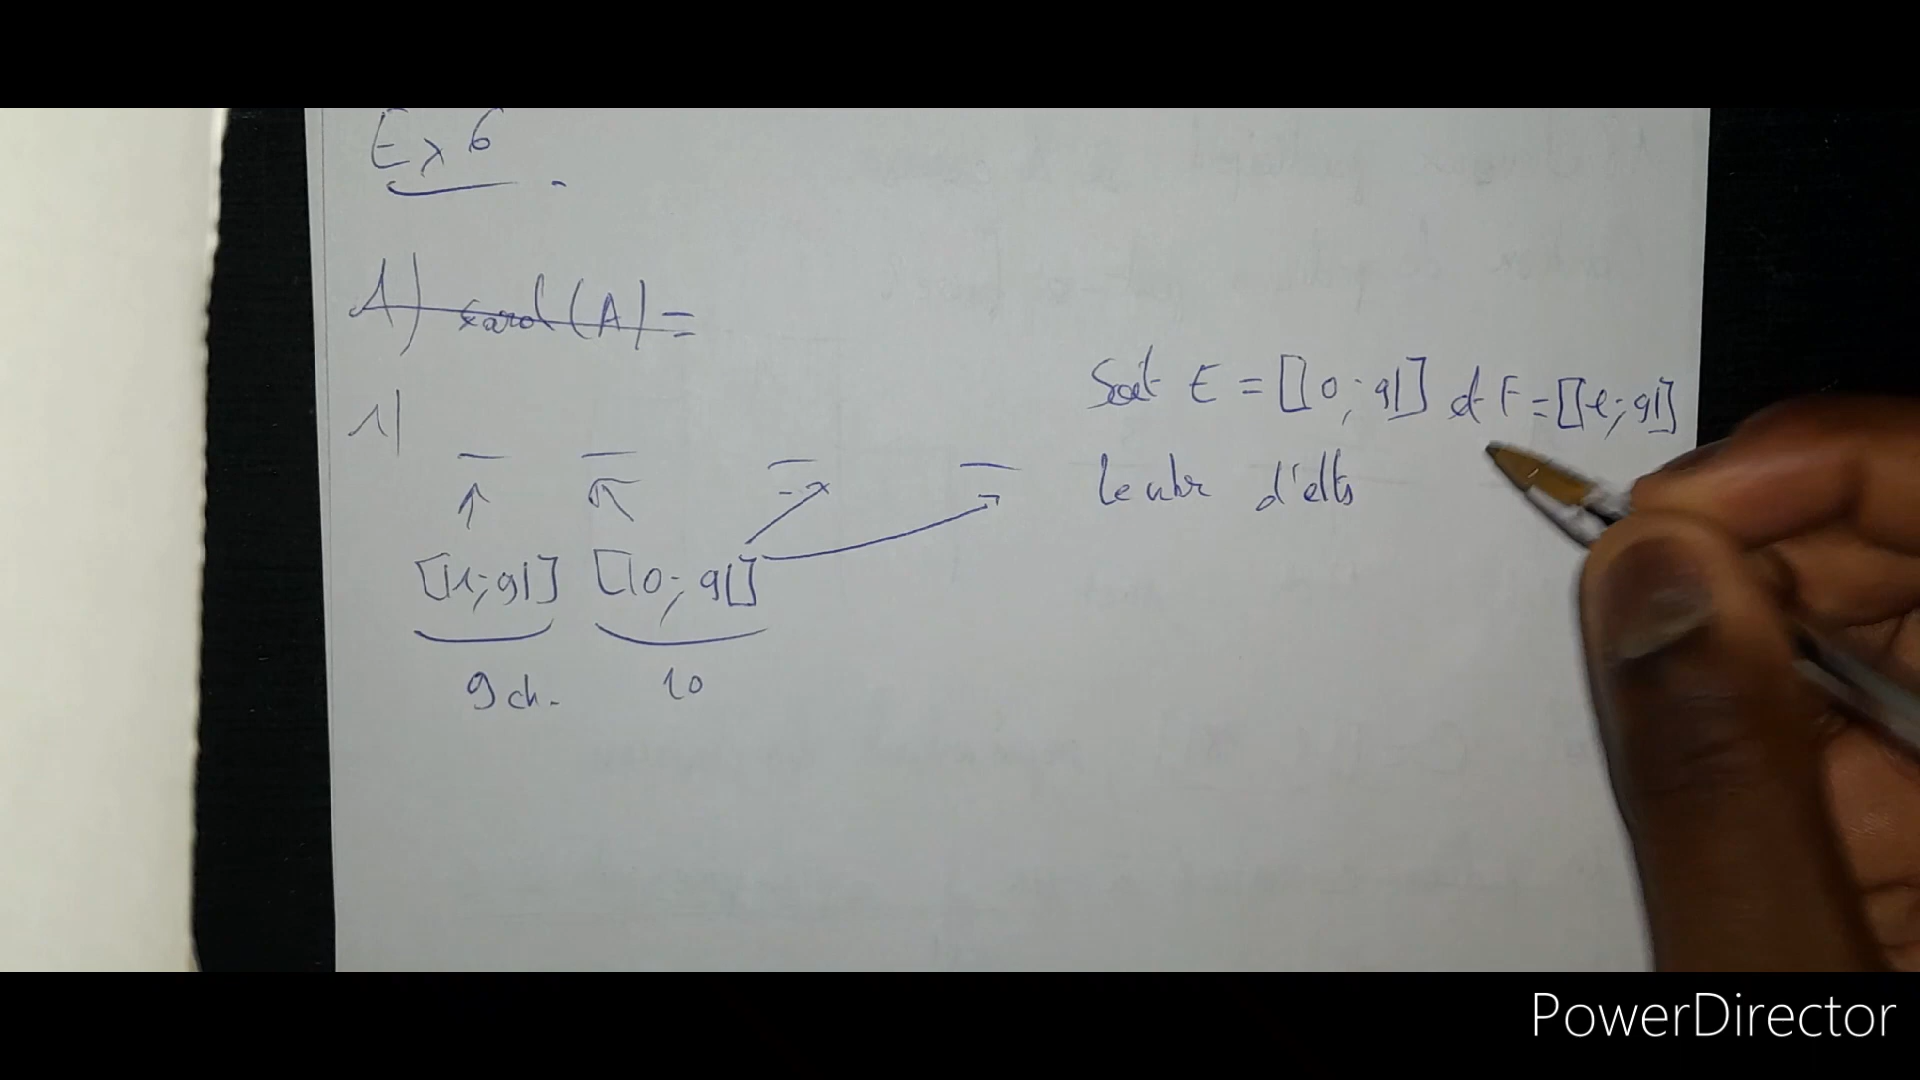 Ex 6
1) card (A) =
1)
[|1; 9|] [|0; 9|]
9 ch. 10
Soit E = [|0; 9|] et F = [|1; 9|]
le nbr d'elts
PowerDirector